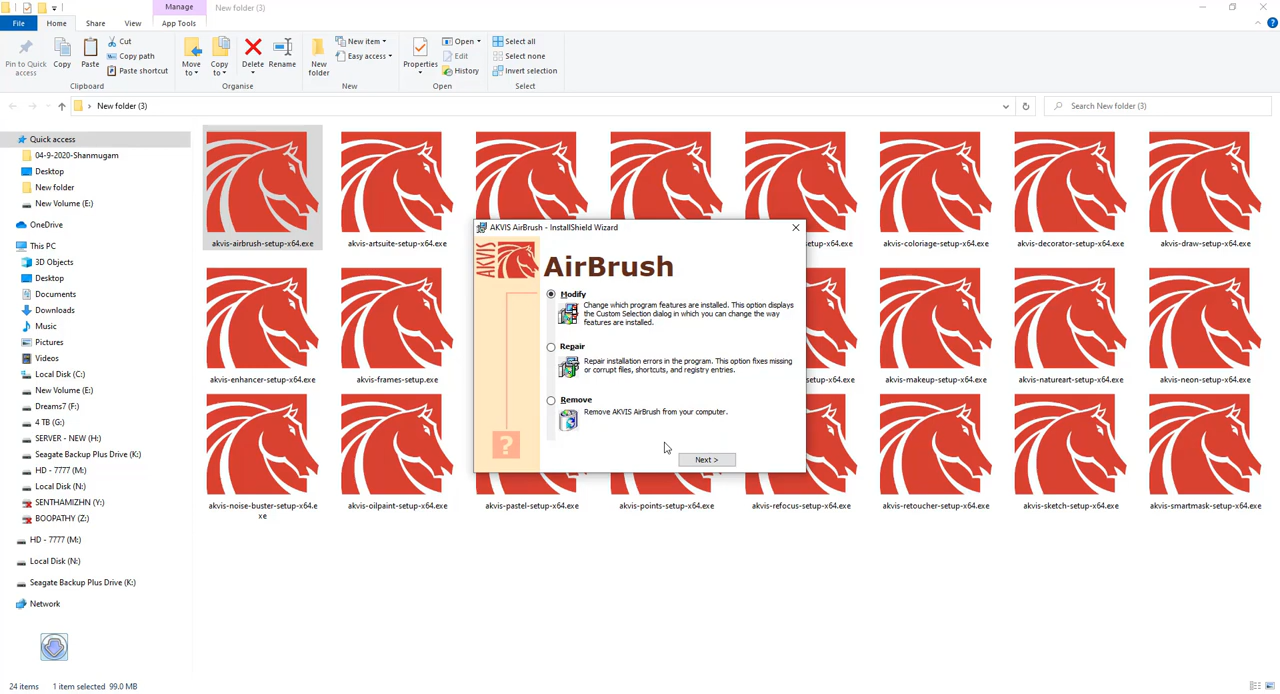 Manage
New folder (3)
File
Home
Share
View
App Tools
Pin to Quick
access
Copy
Paste
Cut
Copy path
Paste shortcut
Clipboard
Move
to
Copy
to
Delete
Rename
Organise
New
folder
New item
Easy access
New
Properties
Open
Edit
History
Open
Select all
Select none
Invert selection
Select
New folder (3)
Search New folder (3)
Quick access
04-9-2020-Shanmugam
Desktop
New folder
New Volume (E:)
OneDrive
This PC
3D Objects
Desktop
Documents
Downloads
Music
Pictures
Videos
Local Disk (C:)
New Volume (E:)
Dreams7 (F:)
4 TB (G:)
SERVER - NEW (H:)
Seagate Backup Plus Drive (K:)
HD - 7777 (M:)
Local Disk (N:)
SENTHAMIZHN (Y:)
BOOPATHY (Z:)
HD - 7777 (M:)
Local Disk (N:)
Seagate Backup Plus Drive (K:)
Network
akvis-airbrush-setup-x64.exe
akvis-artsuite-setup-x64.exe
-setup-x64.exe
akvis-coloriage-setup-x64.exe
akvis-decorator-setup-x64.exe
akvis-draw-setup-x64.exe
akvis-enhancer-setup-x64.exe
akvis-frames-setup.exe
-setup-x64.exe
akvis-makeup-setup-x64.exe
akvis-natureart-setup-x64.exe
akvis-neon-setup-x64.exe
akvis-noise-buster-setup-x64.e
xe
akvis-oilpaint-setup-x64.exe
akvis-pastel-setup-x64.exe
akvis-points-setup-x64.exe
akvis-refocus-setup-x64.exe
akvis-retoucher-setup-x64.exe
akvis-sketch-setup-x64.exe
akvis-smartmask-setup-x64.exe
AKVIS AirBrush - InstallShield Wizard
AKVIS
AirBrush
Modify
Change which program features are installed. This option displays
the Custom Selection dialog in which you can change the way
features are installed.
Repair
Repair installation errors in the program. This option fixes missing
or corrupt files, shortcuts, and registry entries.
Remove
Remove AKVIS AirBrush from your computer.
?
Next >
24 items
1 item selected 99.0 MB